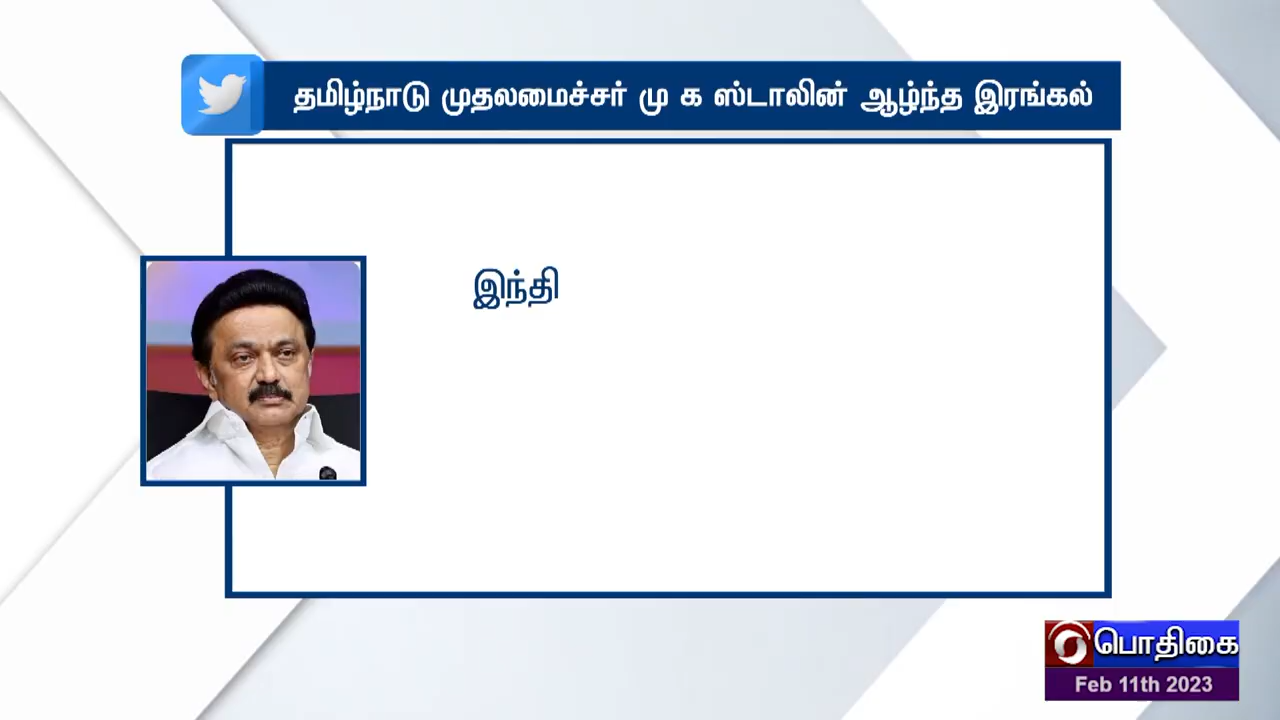 தமிழ்நாடு முதலமைச்சர் மு க ஸ்டாலின் ஆழ்ந்த இரங்கல்
இந்தி
பொதிகை
Feb 11th 2023